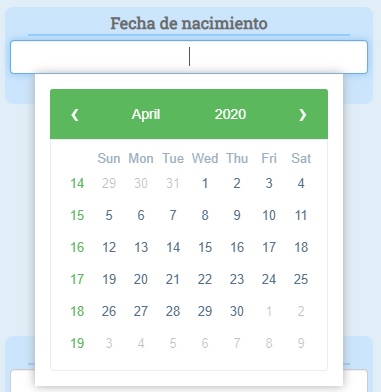 Fecha de nacimiento
❮ April 2020 ❯
Sun Mon Tue Wed Thu Fri Sat
14 29 30 31 1 2 3 4
15 5 6 7 8 9 10 11
16 12 13 14 15 16 17 18
17 19 20 21 22 23 24 25
18 26 27 28 29 30 1 2
19 3 4 5 6 7 8 9